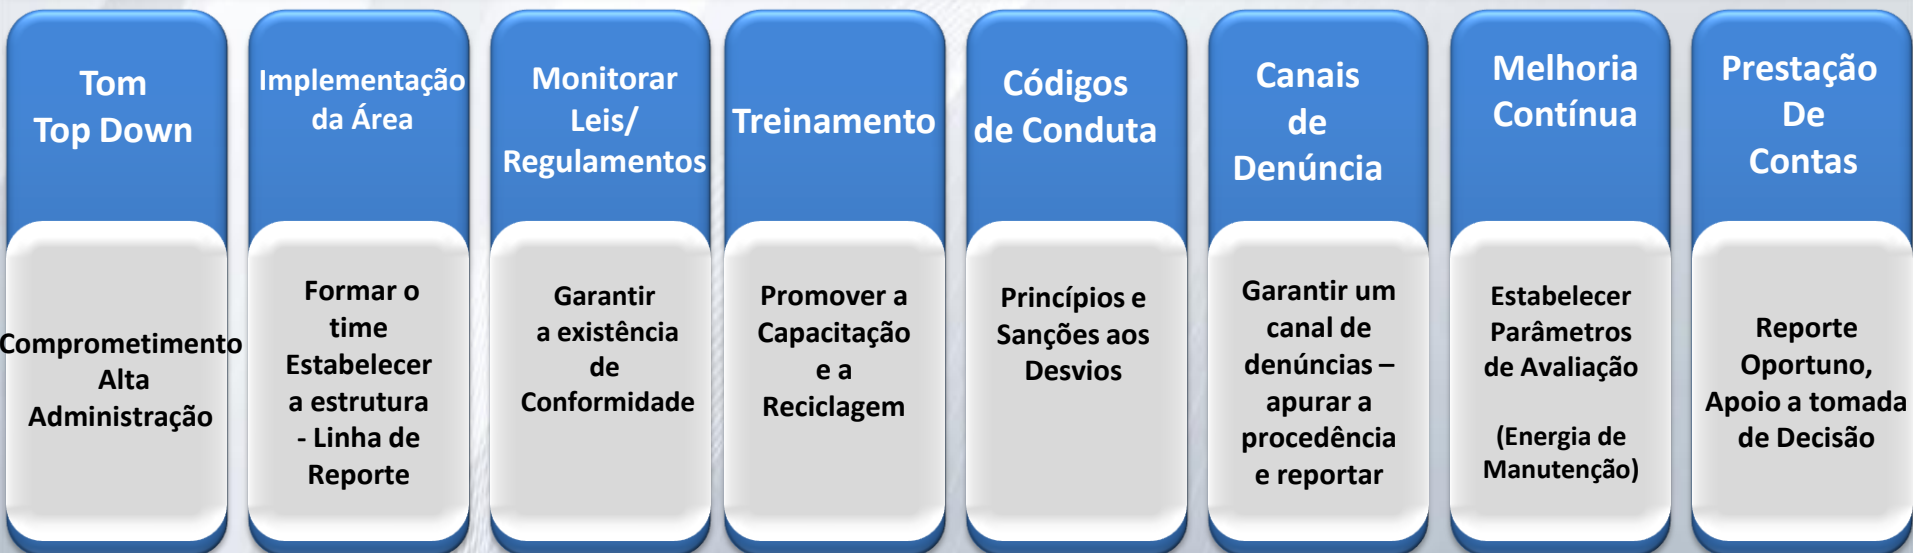 Tom
Top Down
Comprometimento
Alta
Administração
Implementação
da Área
Formar o
time
Estabelecer
a estrutura
- Linha de
Reporte
Monitorar
Leis/
Regulamentos
Garantir
a existência
de
Conformidade
Treinamento
Promover a
Capacitação
e a
Reciclagem
Códigos
de Conduta
Princípios e
Sanções aos
Desvios
Canais
de
Denúncia
Garantir um
canal de
denúncias –
apurar a
procedência
e reportar
Melhoria
Contínua
Estabelecer
Parâmetros
de Avaliação
(Energia de
Manutenção)
Prestação
De
Contas
Reporte
Oportuno,
Apoio a tomada
de Decisão